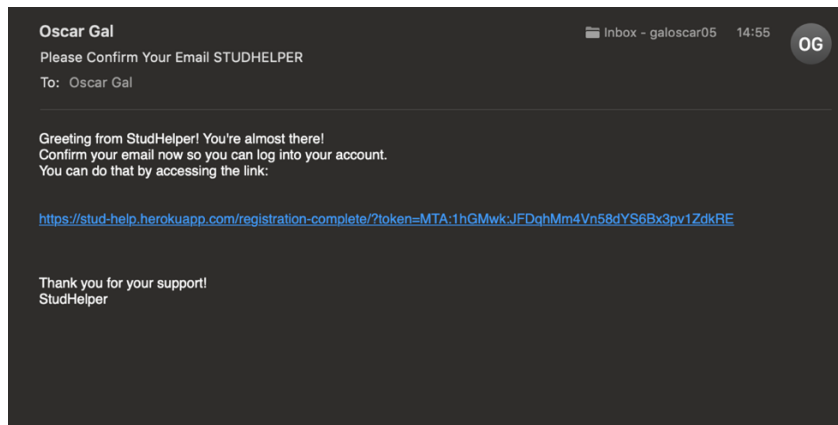 Oscar Gal
Inbox - galoscar05 14:55
OG
Please Confirm Your Email STUDHELPER
To: Oscar Gal
Greeting from StudHelper! You're almost there!
Confirm your email now so you can log into your account.
You can do that by accessing the link:
https://stud-help.herokuapp.com/registration-complete/?token=MTA:1hGMwk:JFDqhMm4Vn58dYS6Bx3pv1ZdkRE
Thank you for your support!
StudHelper